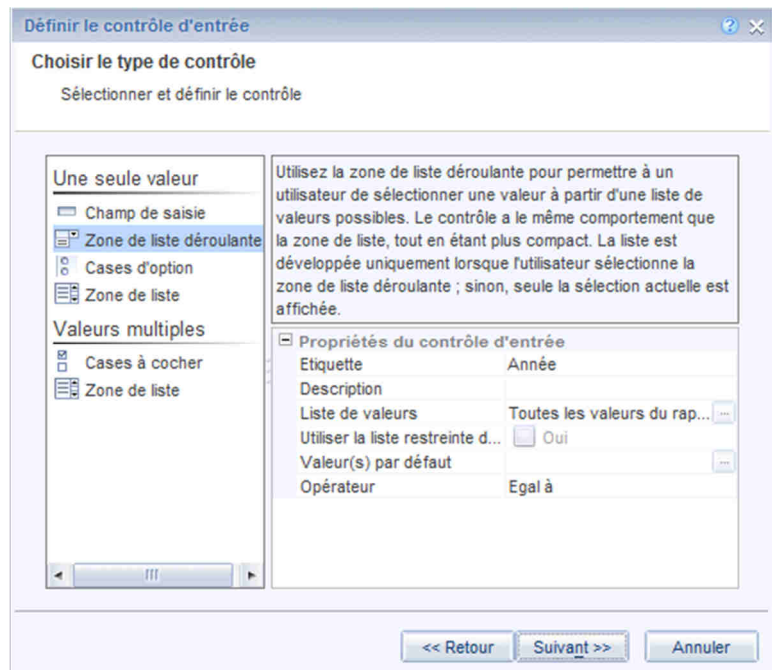 Définir le contrôle d'entrée
Choisir le type de contrôle
Sélectionner et définir le contrôle
Une seule valeur
Champ de saisie
Zone de liste déroulante
Cases d'option
Zone de liste
Valeurs multiples
Cases à cocher
Zone de liste
Utilisez la zone de liste déroulante pour permettre à un
utilisateur de sélectionner une valeur à partir d'une liste de
valeurs possibles. Le contrôle a le même comportement que
la zone de liste, tout en étant plus compact. La liste est
développée uniquement lorsque l'utilisateur sélectionne la
zone de liste déroulante ; sinon, seule la sélection actuelle est
affichée.
Propriétés du contrôle d'entrée
Etiquette Année
Description
Liste de valeurs Toutes les valeurs du rap... ...
Utiliser la liste restreinte d... Oui
Valeur(s) par défaut ...
Opérateur Egal à
<< Retour Suivant >> Annuler